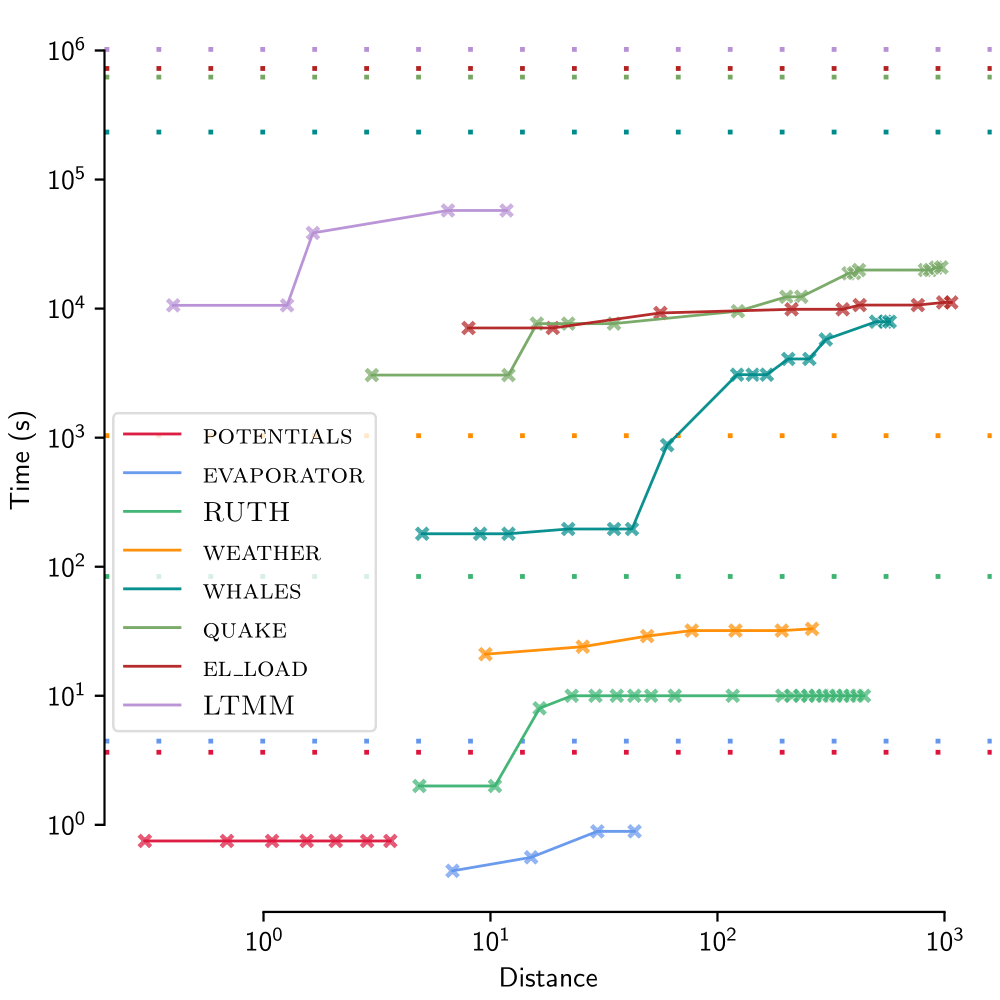 10^6
10^5
10^4
10^3
10^2
10^1
10^0
Time (s)
POTENTIALS
EVAPORATOR
RUTH
WEATHER
WHALES
QUAKE
EL_LOAD
LTMM
10^0 10^1 10^2 10^3
Distance